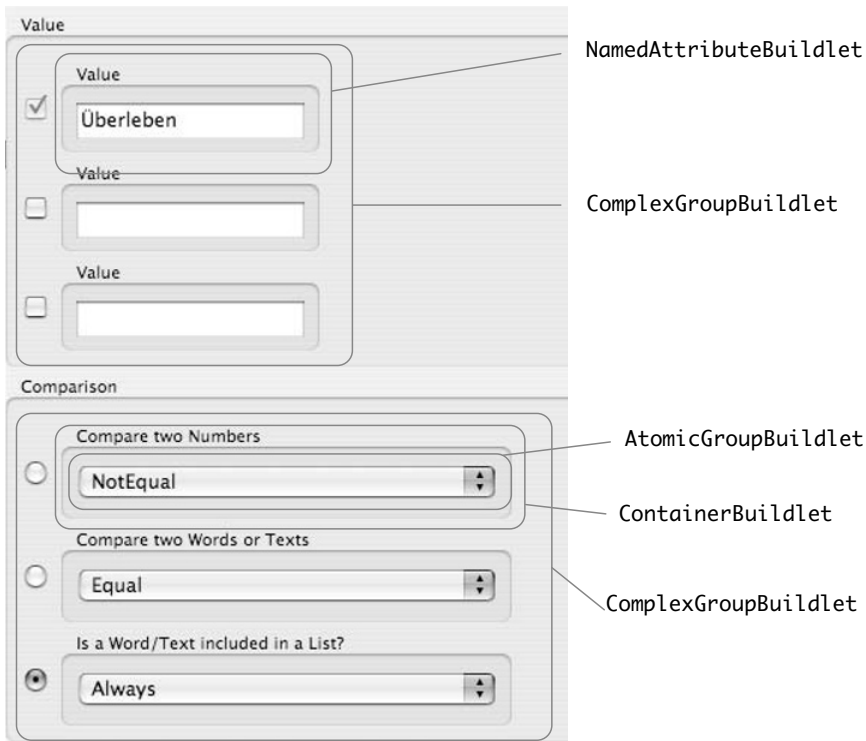 Value
NamedAttributeBuildlet
Value
Überleben
Value
ComplexGroupBuildlet
Value
Comparison
Compare two Numbers
AtomicGroupBuildlet
NotEqual
ContainerBuildlet
Compare two Words or Texts
Equal
ComplexGroupBuildlet
Is a Word/Text included in a List?
Always